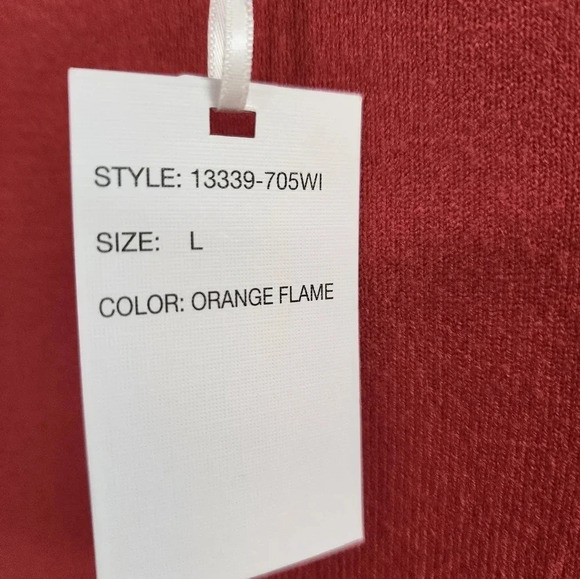 STYLE: 13339-705WI
SIZE: L
COLOR: ORANGE FLAME